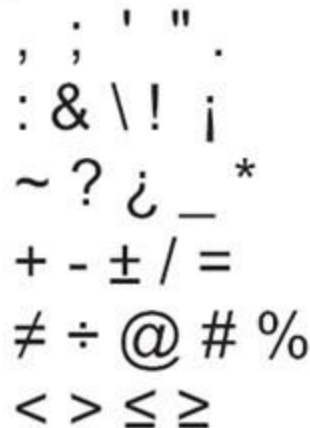 , ; ' " .
: & \ ! ¡
~ ? ¿ _ *
+ - ± / =
≠ ÷ @ # %
< > ≤ ≥